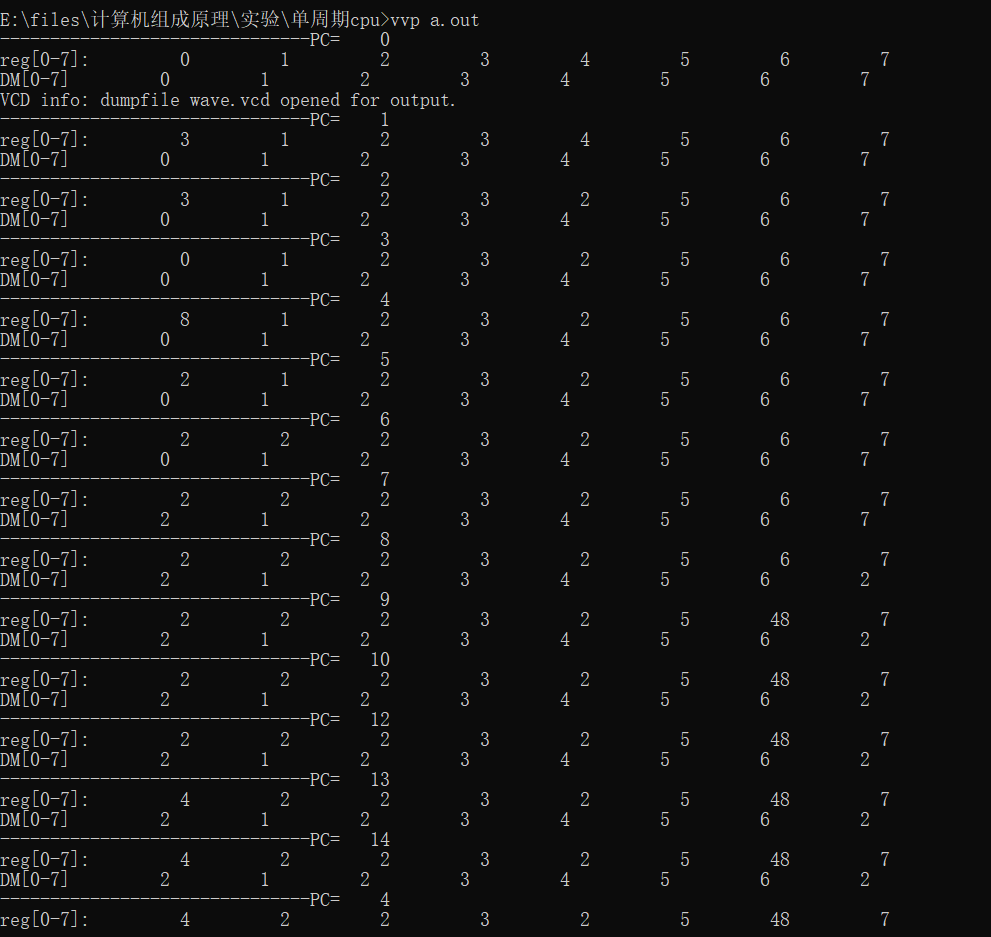 E:\files\计算机组成原理\实验\单周期cpu>vvp a.out
-------------------------------PC=    0
reg[0-7]:         0         1         2         3         4         5         6         7
DM[0-7]         0         1         2         3         4         5         6         7
VCD info: dumpfile wave.vcd opened for output.
-------------------------------PC=    1
reg[0-7]:         3         1         2         3         4         5         6         7
DM[0-7]         0         1         2         3         4         5         6         7
-------------------------------PC=    2
reg[0-7]:         3         1         2         3         2         5         6         7
DM[0-7]         0         1         2         3         4         5         6         7
-------------------------------PC=    3
reg[0-7]:         0         1         2         3         2         5         6         7
DM[0-7]         0         1         2         3         4         5         6         7
-------------------------------PC=    4
reg[0-7]:         8         1         2         3         2         5         6         7
DM[0-7]         0         1         2         3         4         5         6         7
-------------------------------PC=    5
reg[0-7]:         2         1         2         3         2         5         6         7
DM[0-7]         0         1         2         3         4         5         6         7
-------------------------------PC=    6
reg[0-7]:         2         2         2         3         2         5         6         7
DM[0-7]         0         1         2         3         4         5         6         7
-------------------------------PC=    7
reg[0-7]:         2         2         2         3         2         5         6         7
DM[0-7]         2         1         2         3         4         5         6         7
-------------------------------PC=    8
reg[0-7]:         2         2         2         3         2         5         6         7
DM[0-7]         2         1         2         3         4         5         6         2
-------------------------------PC=    9
reg[0-7]:         2         2         2         3         2         5        48         7
DM[0-7]         2         1         2         3         4         5         6         2
-------------------------------PC=   10
reg[0-7]:         2         2         2         3         2         5        48         7
DM[0-7]         2         1         2         3         4         5         6         2
-------------------------------PC=   12
reg[0-7]:         2         2         2         3         2         5        48         7
DM[0-7]         2         1         2         3         4         5         6         2
-------------------------------PC=   13
reg[0-7]:         4         2         2         3         2         5        48         7
DM[0-7]         2         1         2         3         4         5         6         2
-------------------------------PC=   14
reg[0-7]:         4         2         2         3         2         5        48         7
DM[0-7]         2         1         2         3         4         5         6         2
-------------------------------PC=    4
reg[0-7]:         4         2         2         3         2         5        48         7